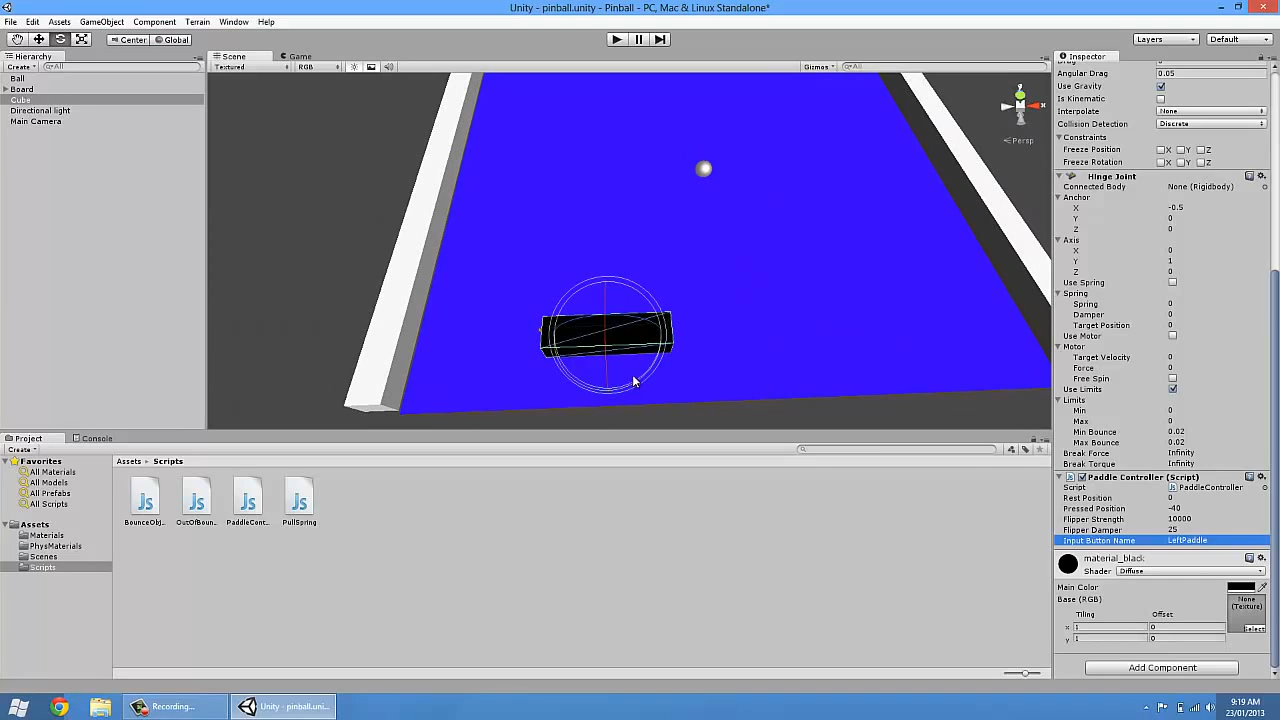 Unity - pinball.unity - Pinball - PC, Mac & Linux Standalone*
File Edit Assets GameObject Component Terrain Window Help
Center Global Layers Default
Hierarchy
Create All
Ball
Board
Cube
Directional light
Main Camera
Scene Game
Textured RGB Gizmos All
y
x
Persp
Inspector
Angular Drag 0.05
Use Gravity
Is Kinematic
Interpolate None
Collision Detection Discrete
Constraints
Freeze Position X Y Z
Freeze Rotation X Y Z
Hinge Joint
Connected Body None (Rigidbody)
Anchor
X -0.5
Y 0
Z 0
Axis
X 0
Y 1
Z 0
Use Spring
Spring
Spring 0
Damper 0
Target Position 0
Use Motor
Motor
Target Velocity 0
Force 0
Free Spin
Use Limits
Limits
Min 0
Max 0
Min Bounce 0.02
Max Bounce 0.02
Break Force Infinity
Break Torque Infinity
Paddle Controller (Script)
Script PaddleController
Rest Position 0
Pressed Position -40
Flipper Strength 10000
Flipper Damper 25
Input Button Name LeftPaddle
material_black
Shader Diffuse
Main Color
Base (RGB)
None
(Texture)
Tiling Offset
x 1 0
y 1 0
Select
Add Component
Project Console
Create
Favorites
All Materials
All Models
All Prefabs
All Scripts
Assets
Materials
PhysMaterials
Scenes
Scripts
Assets Scripts
js js js js
BounceObj... OutOfBoun... PaddleCont... PullSpring
Recording... Unity - pinball.uni...
9:19 AM
23/01/2013